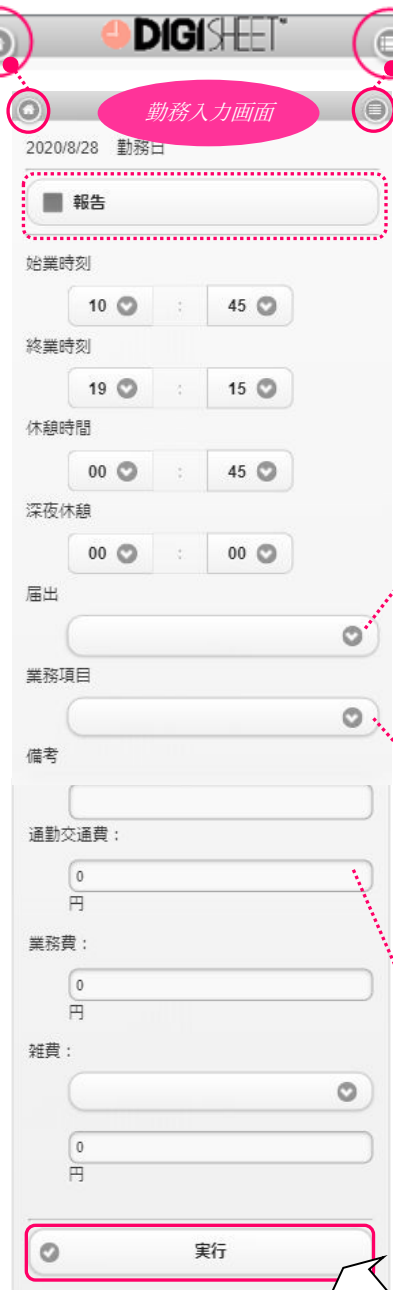 DIGISHEET™
勤務入力画面
2020/8/28 勤務日
報告
始業時刻
10 : 45
終業時刻
19 : 15
休憩時間
00 : 45
深夜休憩
00 : 00
届出
業務項目
備考
通勤交通費：
0
円
業務費：
0
円
雑費：
0
円
実行